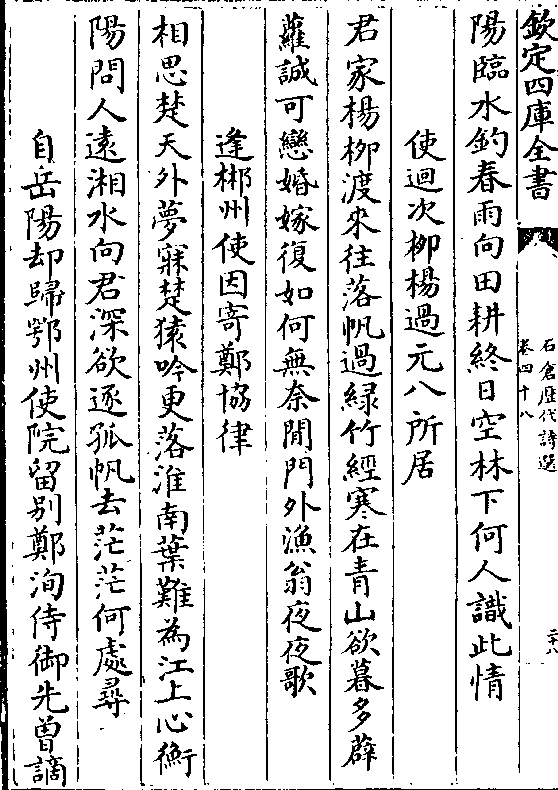 欽定四庫全書
石倉歴代詩選
卷四十八
二十八
陽臨水釣春雨向田耕終日空林下何人識此情
使迴次柳楊過元八所居
君家楊柳渡來往落帆過緑竹經寒在青山欲暮多薜
蘿誠可戀婚嫁復如何無奈閒門外漁翁夜夜歌
逢郴州使因寄鄭協律
相思楚天外夢寐楚猿吟更落淮南葉難為江上心衡
陽問人遠湘水向君深欲逐孤帆去茫茫何處尋
自岳陽却歸鄂州使院留别鄭洵侍御先曾謫